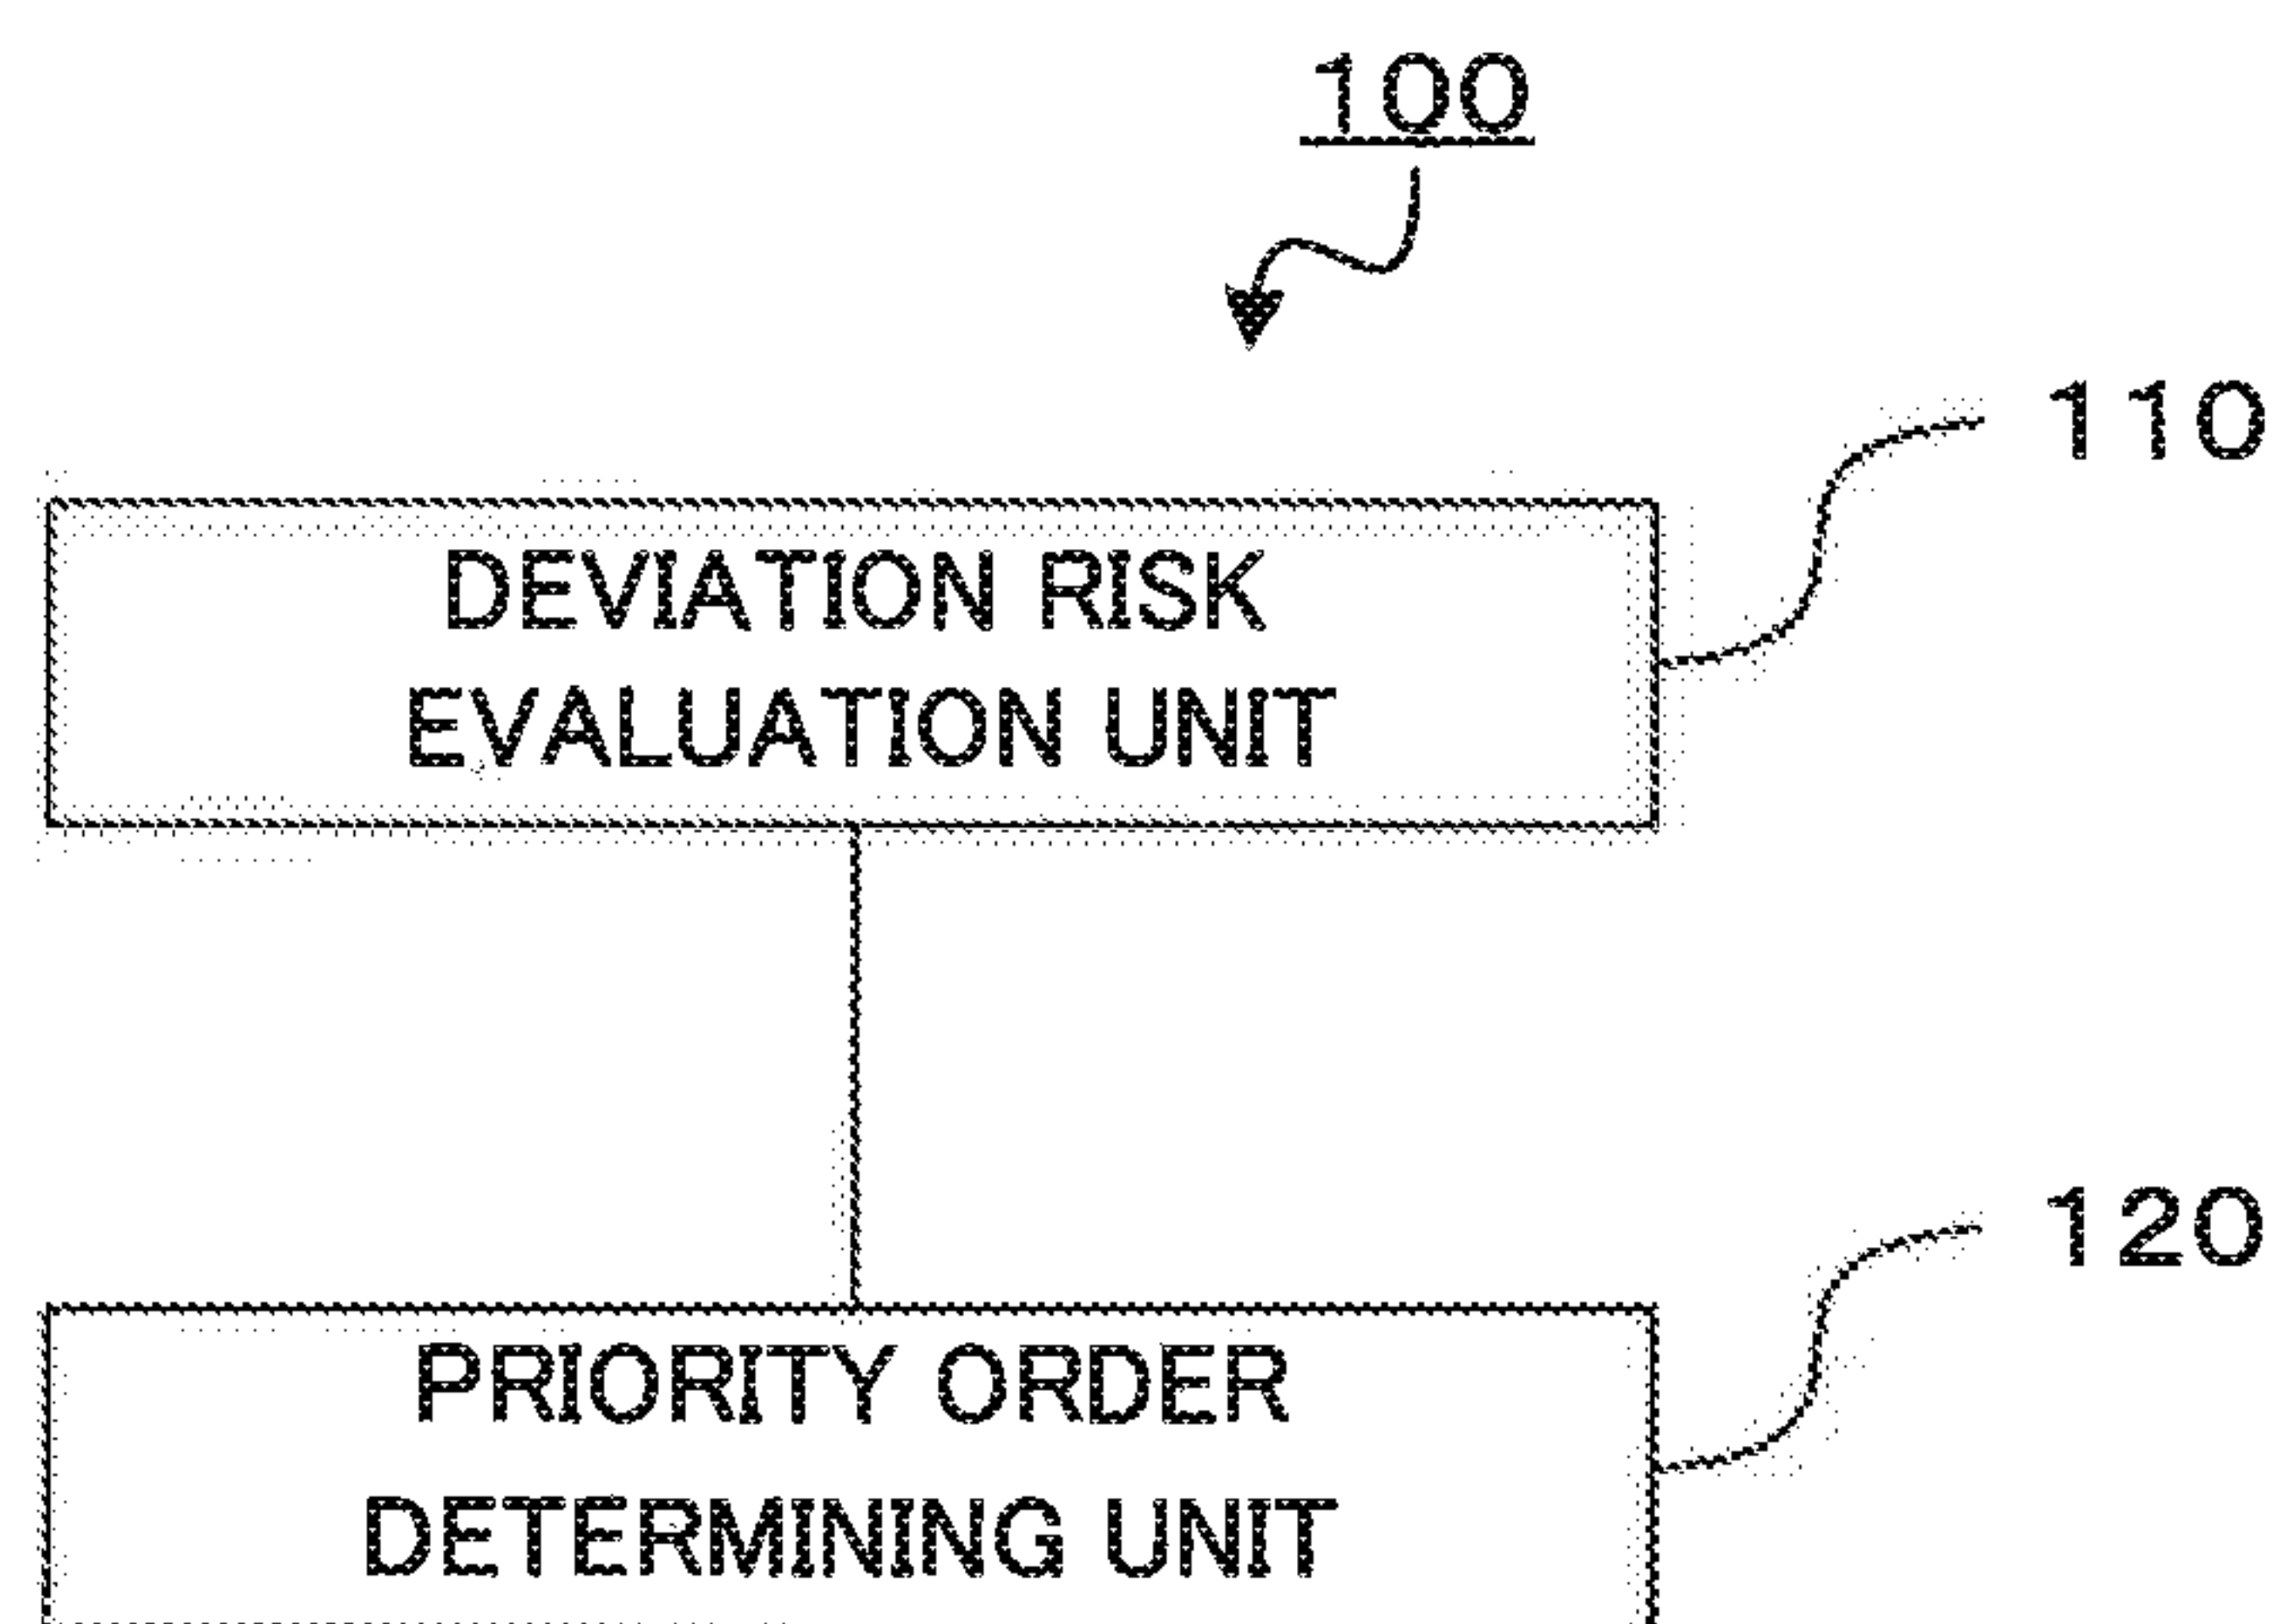 100
110
DEVIATION RISK
EVALUATION UNIT
120
PRIORITY ORDER
DETERMINING UNIT